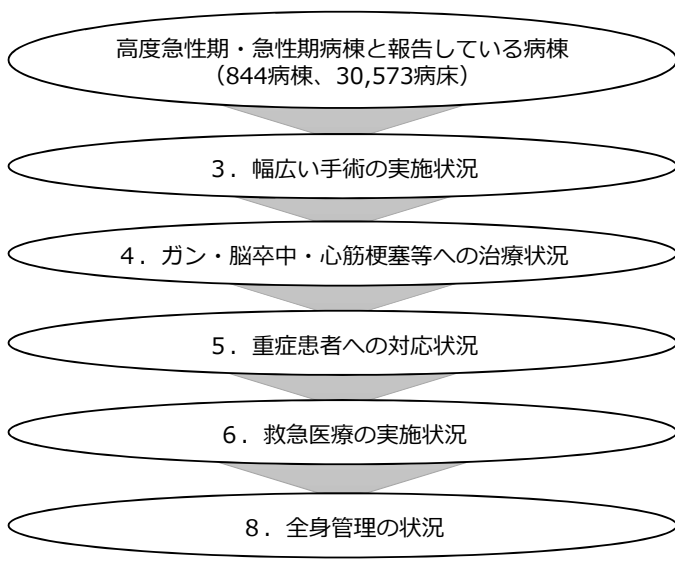 高度急性期・急性期病棟と報告している病棟
（844病棟、30,573病床）
3．幅広い手術の実施状況
4．ガン・脳卒中・心筋梗塞等への治療状況
5．重症患者への対応状況
6．救急医療の実施状況
8．全身管理の状況